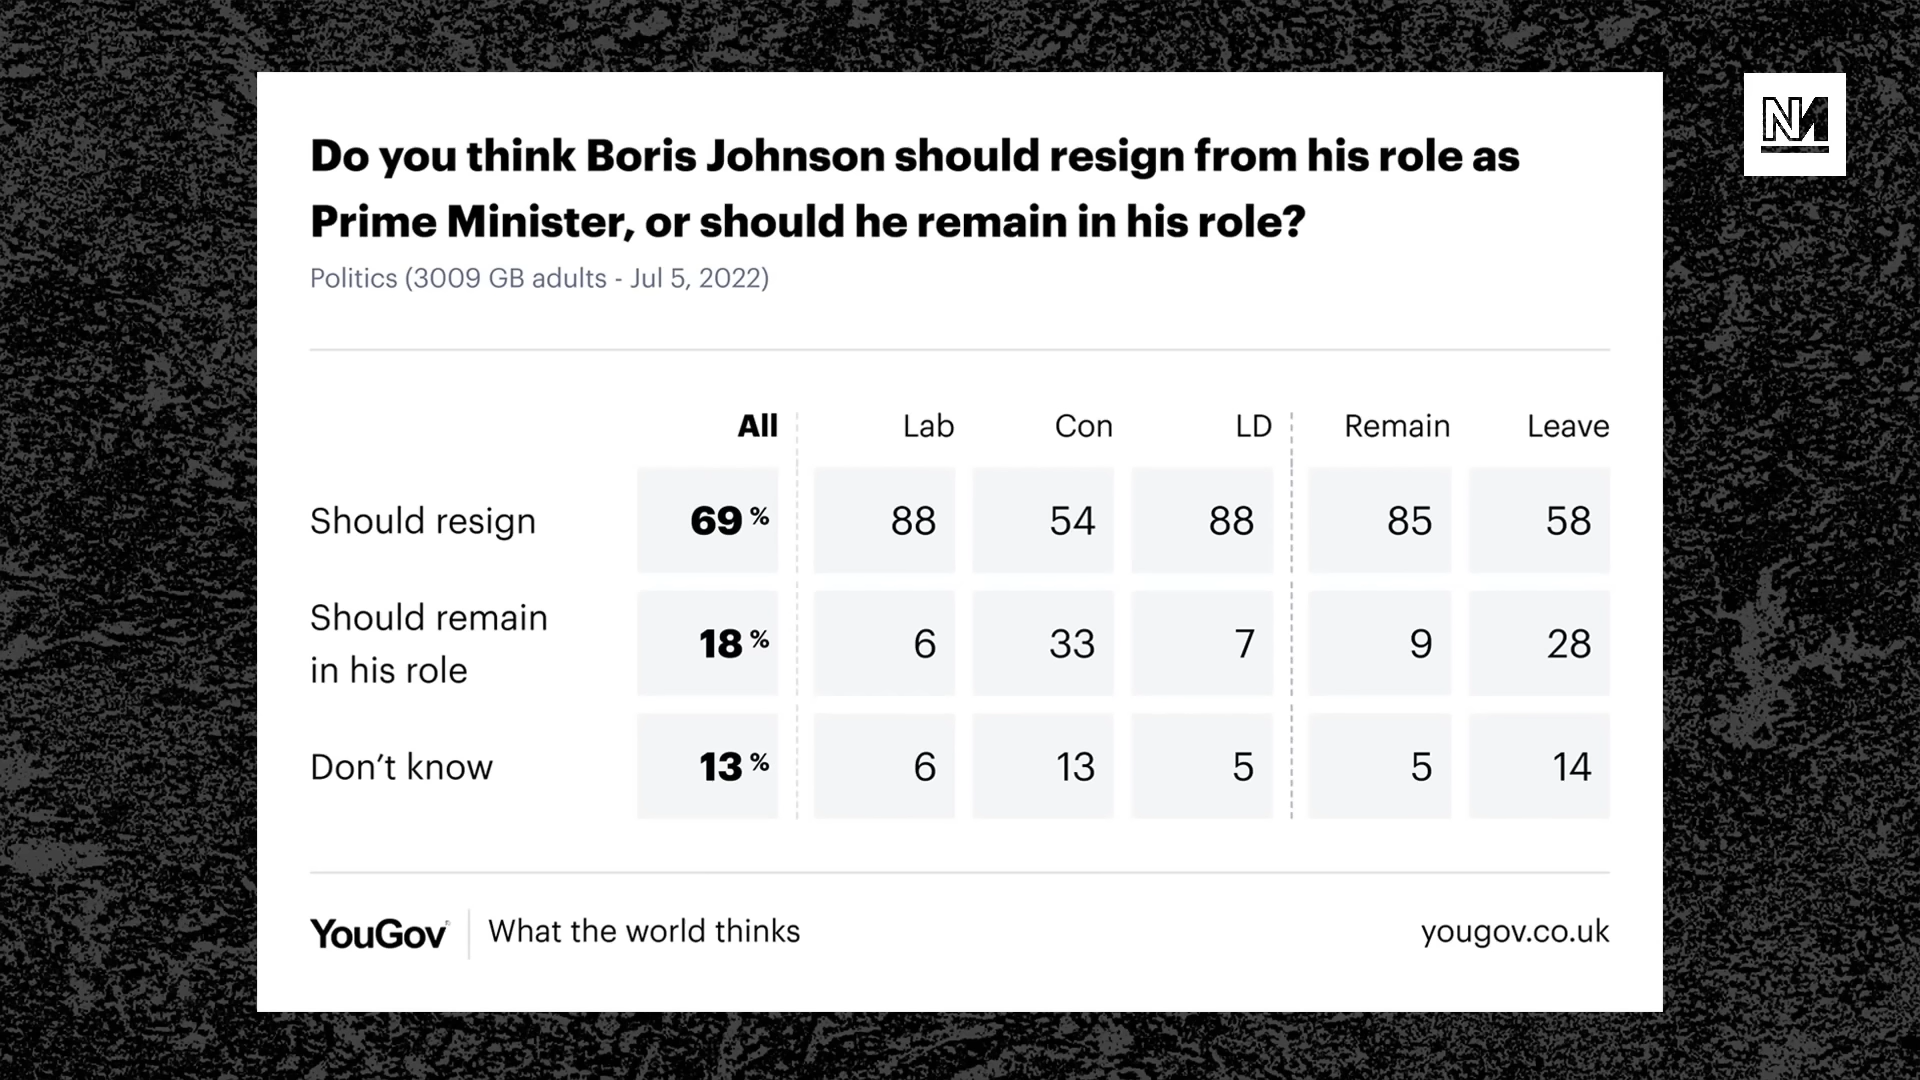 Do you think Boris Johnson should resign from his role as
Prime Minister, or should he remain in his role?
Politics (3009 GB adults - Jul 5, 2022)
All Lab Con LD Remain Leave
Should resign 69% 88 54 88 85 58
Should remain
in his role 18% 6 33 7 9 28
Don’t know 13% 6 13 5 5 14
YouGov What the world thinks yougov.co.uk
NM